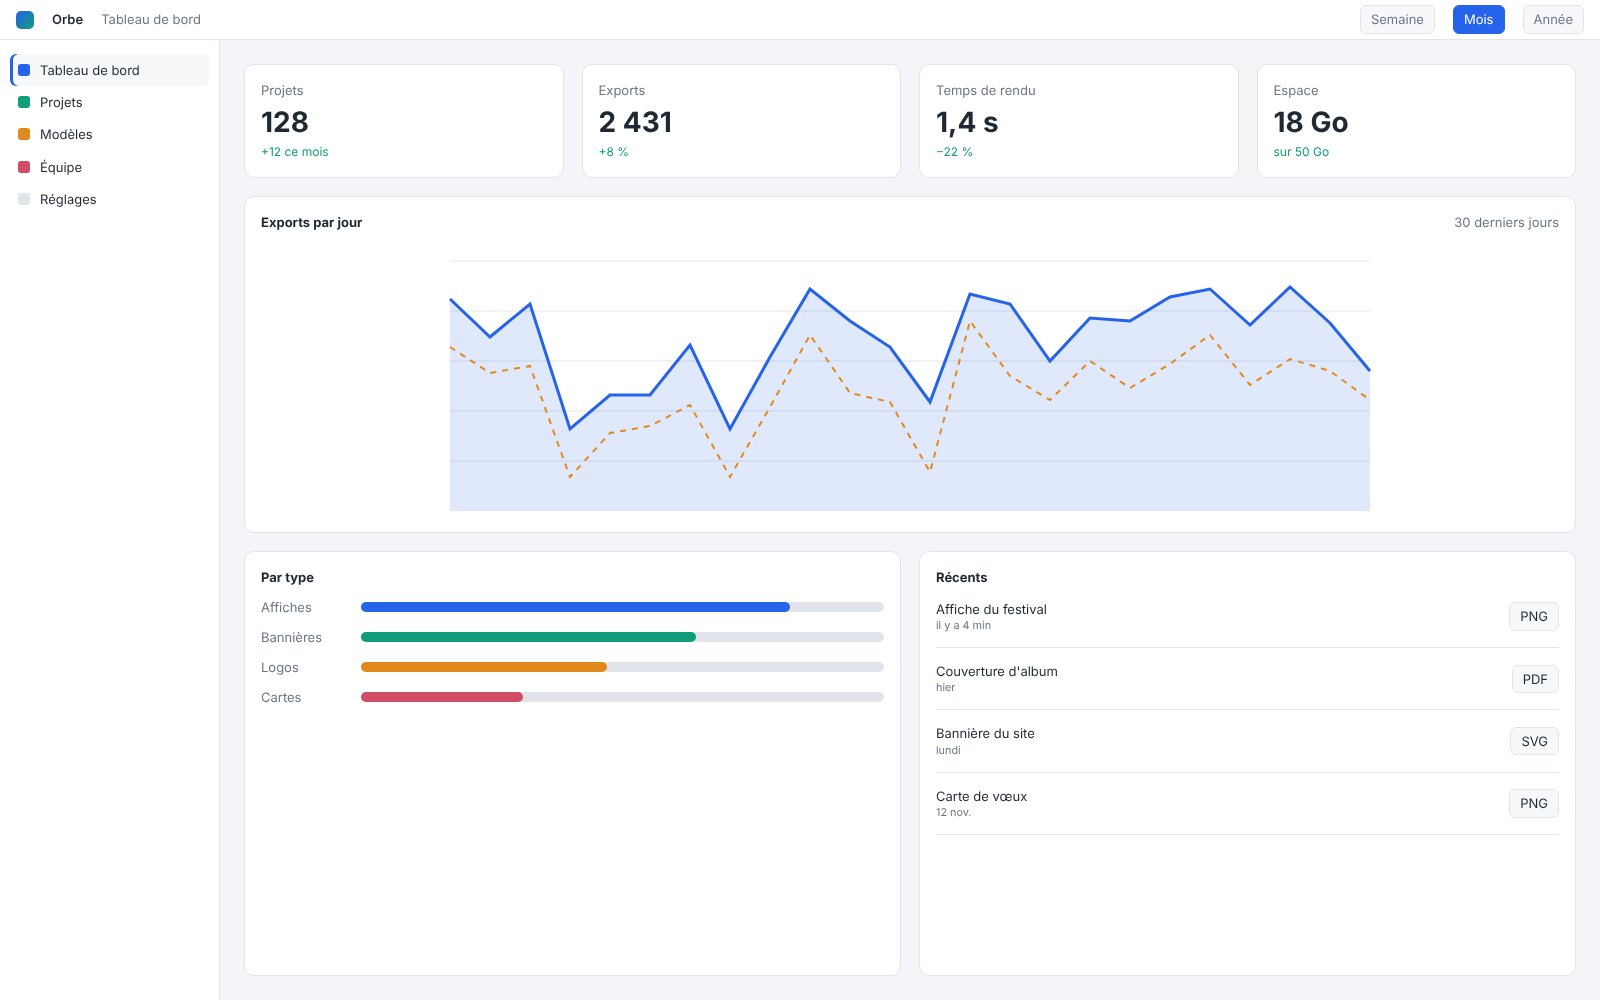 Orbe
Tableau de bord
Semaine
Mois
Année
Tableau de bord
Projets
Modèles
Équipe
Réglages
Projets
128
+12 ce mois
Exports
2 431
+8 %
Temps de rendu
1,4 s
−22 %
Espace
18 Go
sur 50 Go
Exports par jour
30 derniers jours
Par type
Affiches
Bannières
Logos
Cartes
Récents
Affiche du festival
il y a 4 min
PNG
Couverture d'album
hier
PDF
Bannière du site
lundi
SVG
Carte de vœux
12 nov.
PNG